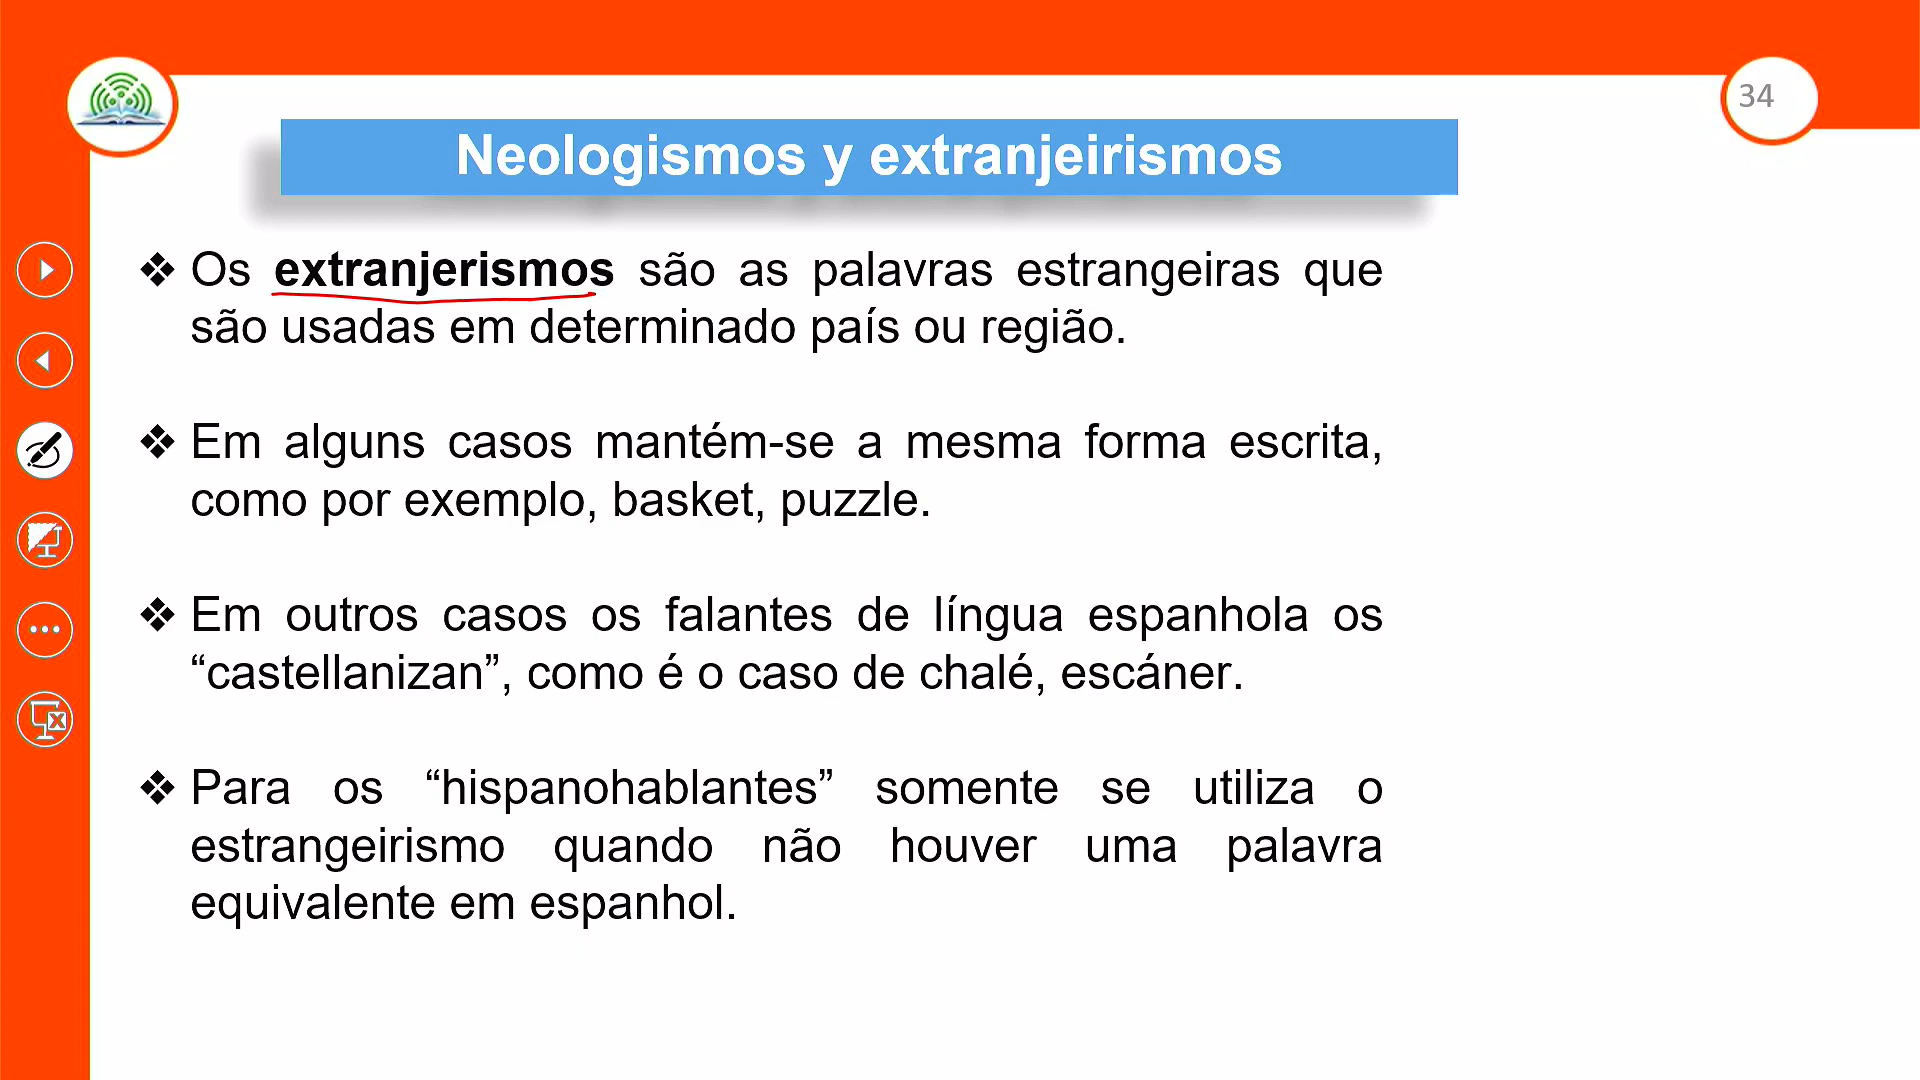 34
Neologismos y extranjeirismos
❖ Os extranjerismos são as palavras estrangeiras que
são usadas em determinado país ou região.
❖ Em alguns casos mantém-se a mesma forma escrita,
como por exemplo, basket, puzzle.
❖ Em outros casos os falantes de língua espanhola os
“castellanizan”, como é o caso de chalé, escáner.
❖ Para os “hispanohablantes” somente se utiliza o
estrangeirismo quando não houver uma palavra
equivalente em espanhol.